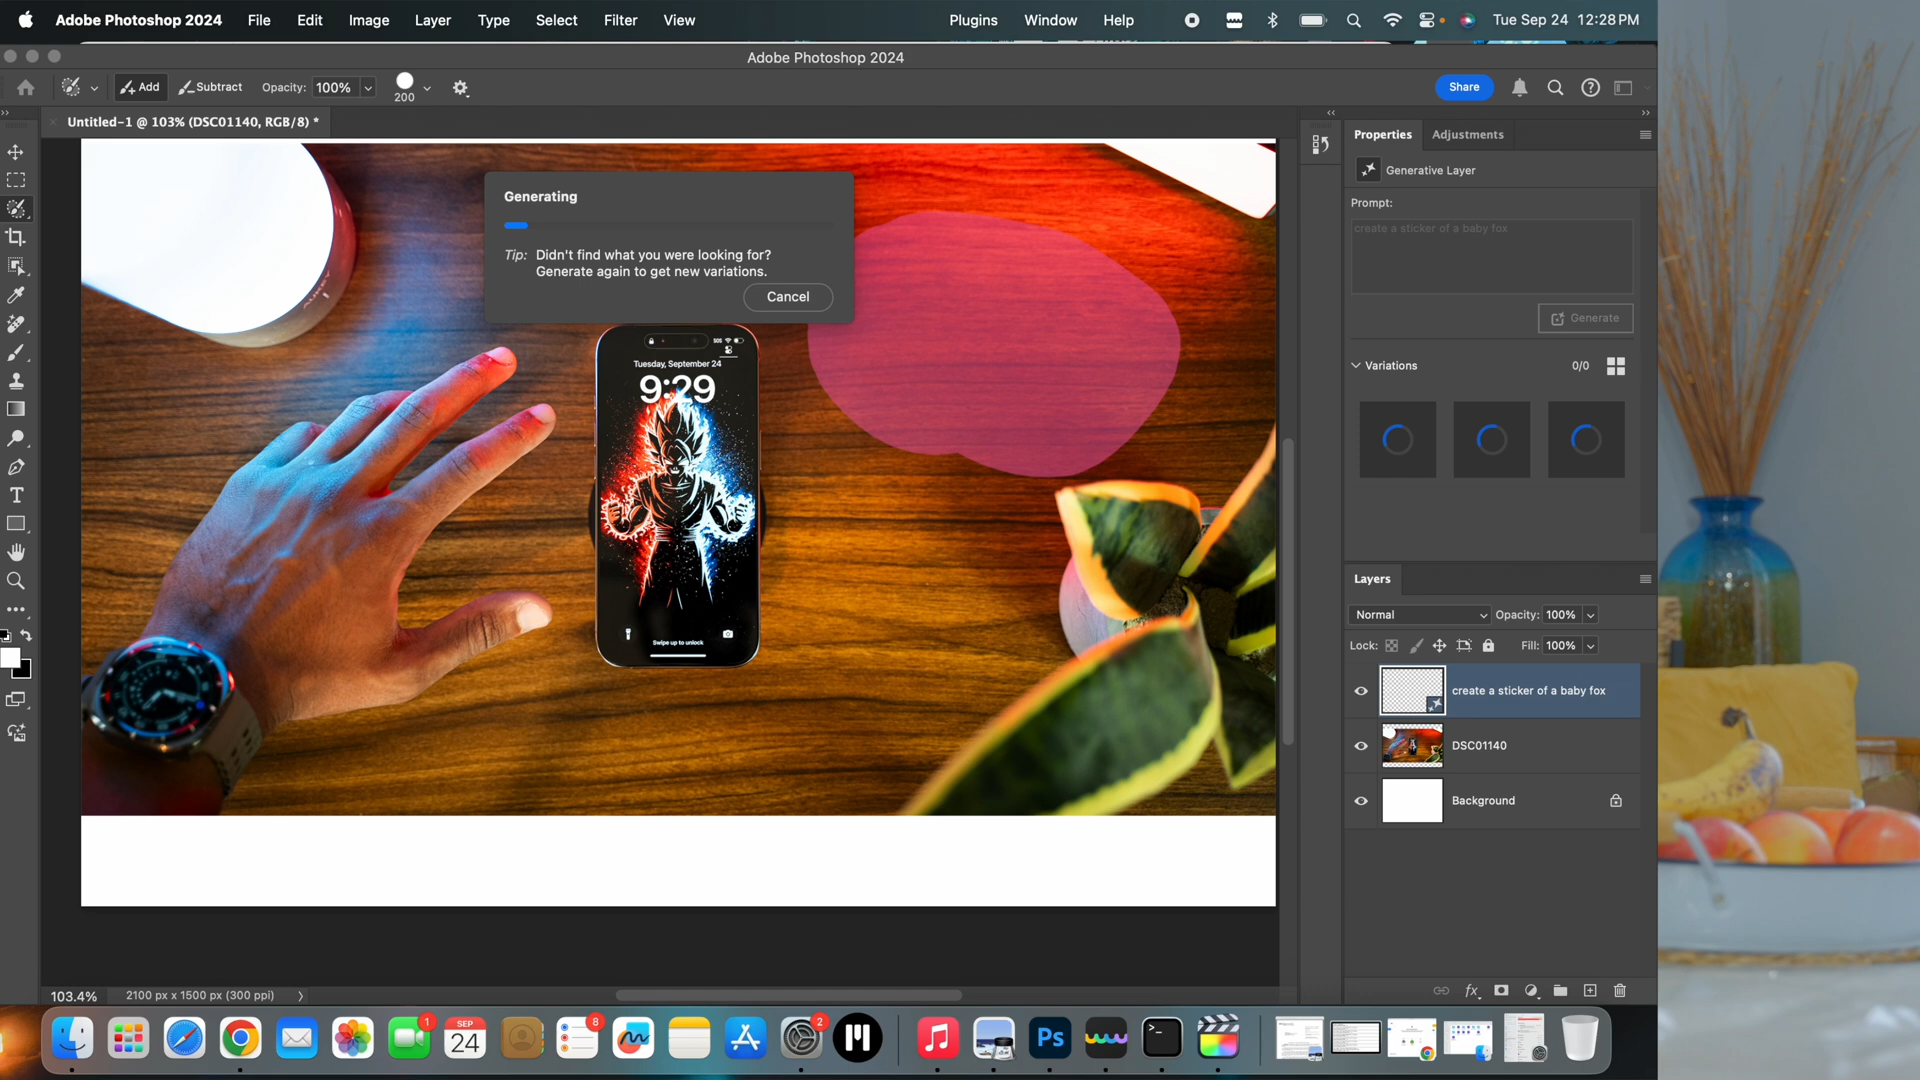 Adobe Photoshop 2024 File Edit Image Layer Type Select Filter View Plugins Window Help Tue Sep 24 12:28 PM
Adobe Photoshop 2024
Add Subtract Opacity: 100% 200 Share
Untitled-1 @ 103% (DSC01140, RGB/8) *
Properties Adjustments
Generative Layer
Prompt:
create a sticker of a baby fox
Generate
Variations 0/0
Generating
Tip: Didn't find what you were looking for?
Generate again to get new variations.
Cancel
SOS
Tuesday, September 24
9:29
Swipe up to unlock
Layers
Normal Opacity: 100%
Lock: Fill: 100%
create a sticker of a baby fox
DSC01140
Background
fx
103.4% 2100 px x 1500 px (300 ppi)
1 SEP 24 8 2 Ps